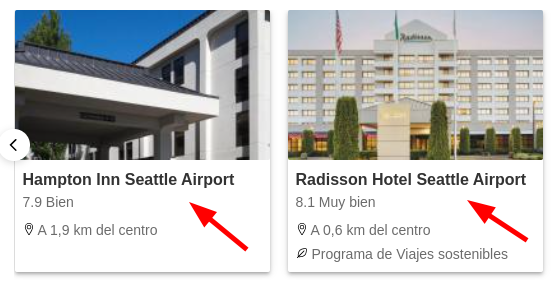 Radisson
Hampton Inn Seattle Airport
7.9 Bien
A 1,9 km del centro
Radisson Hotel Seattle Airport
8.1 Muy bien
A 0,6 km del centro
Programa de Viajes sostenibles